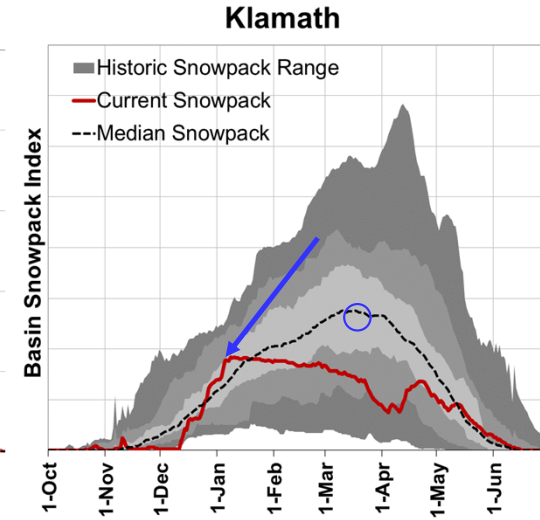 Klamath
Historic Snowpack Range
Current Snowpack
Median Snowpack
Basin Snowpack Index
1-Oct
1-Nov
1-Dec
1-Jan
1-Feb
1-Mar
1-Apr
1-May
1-Jun